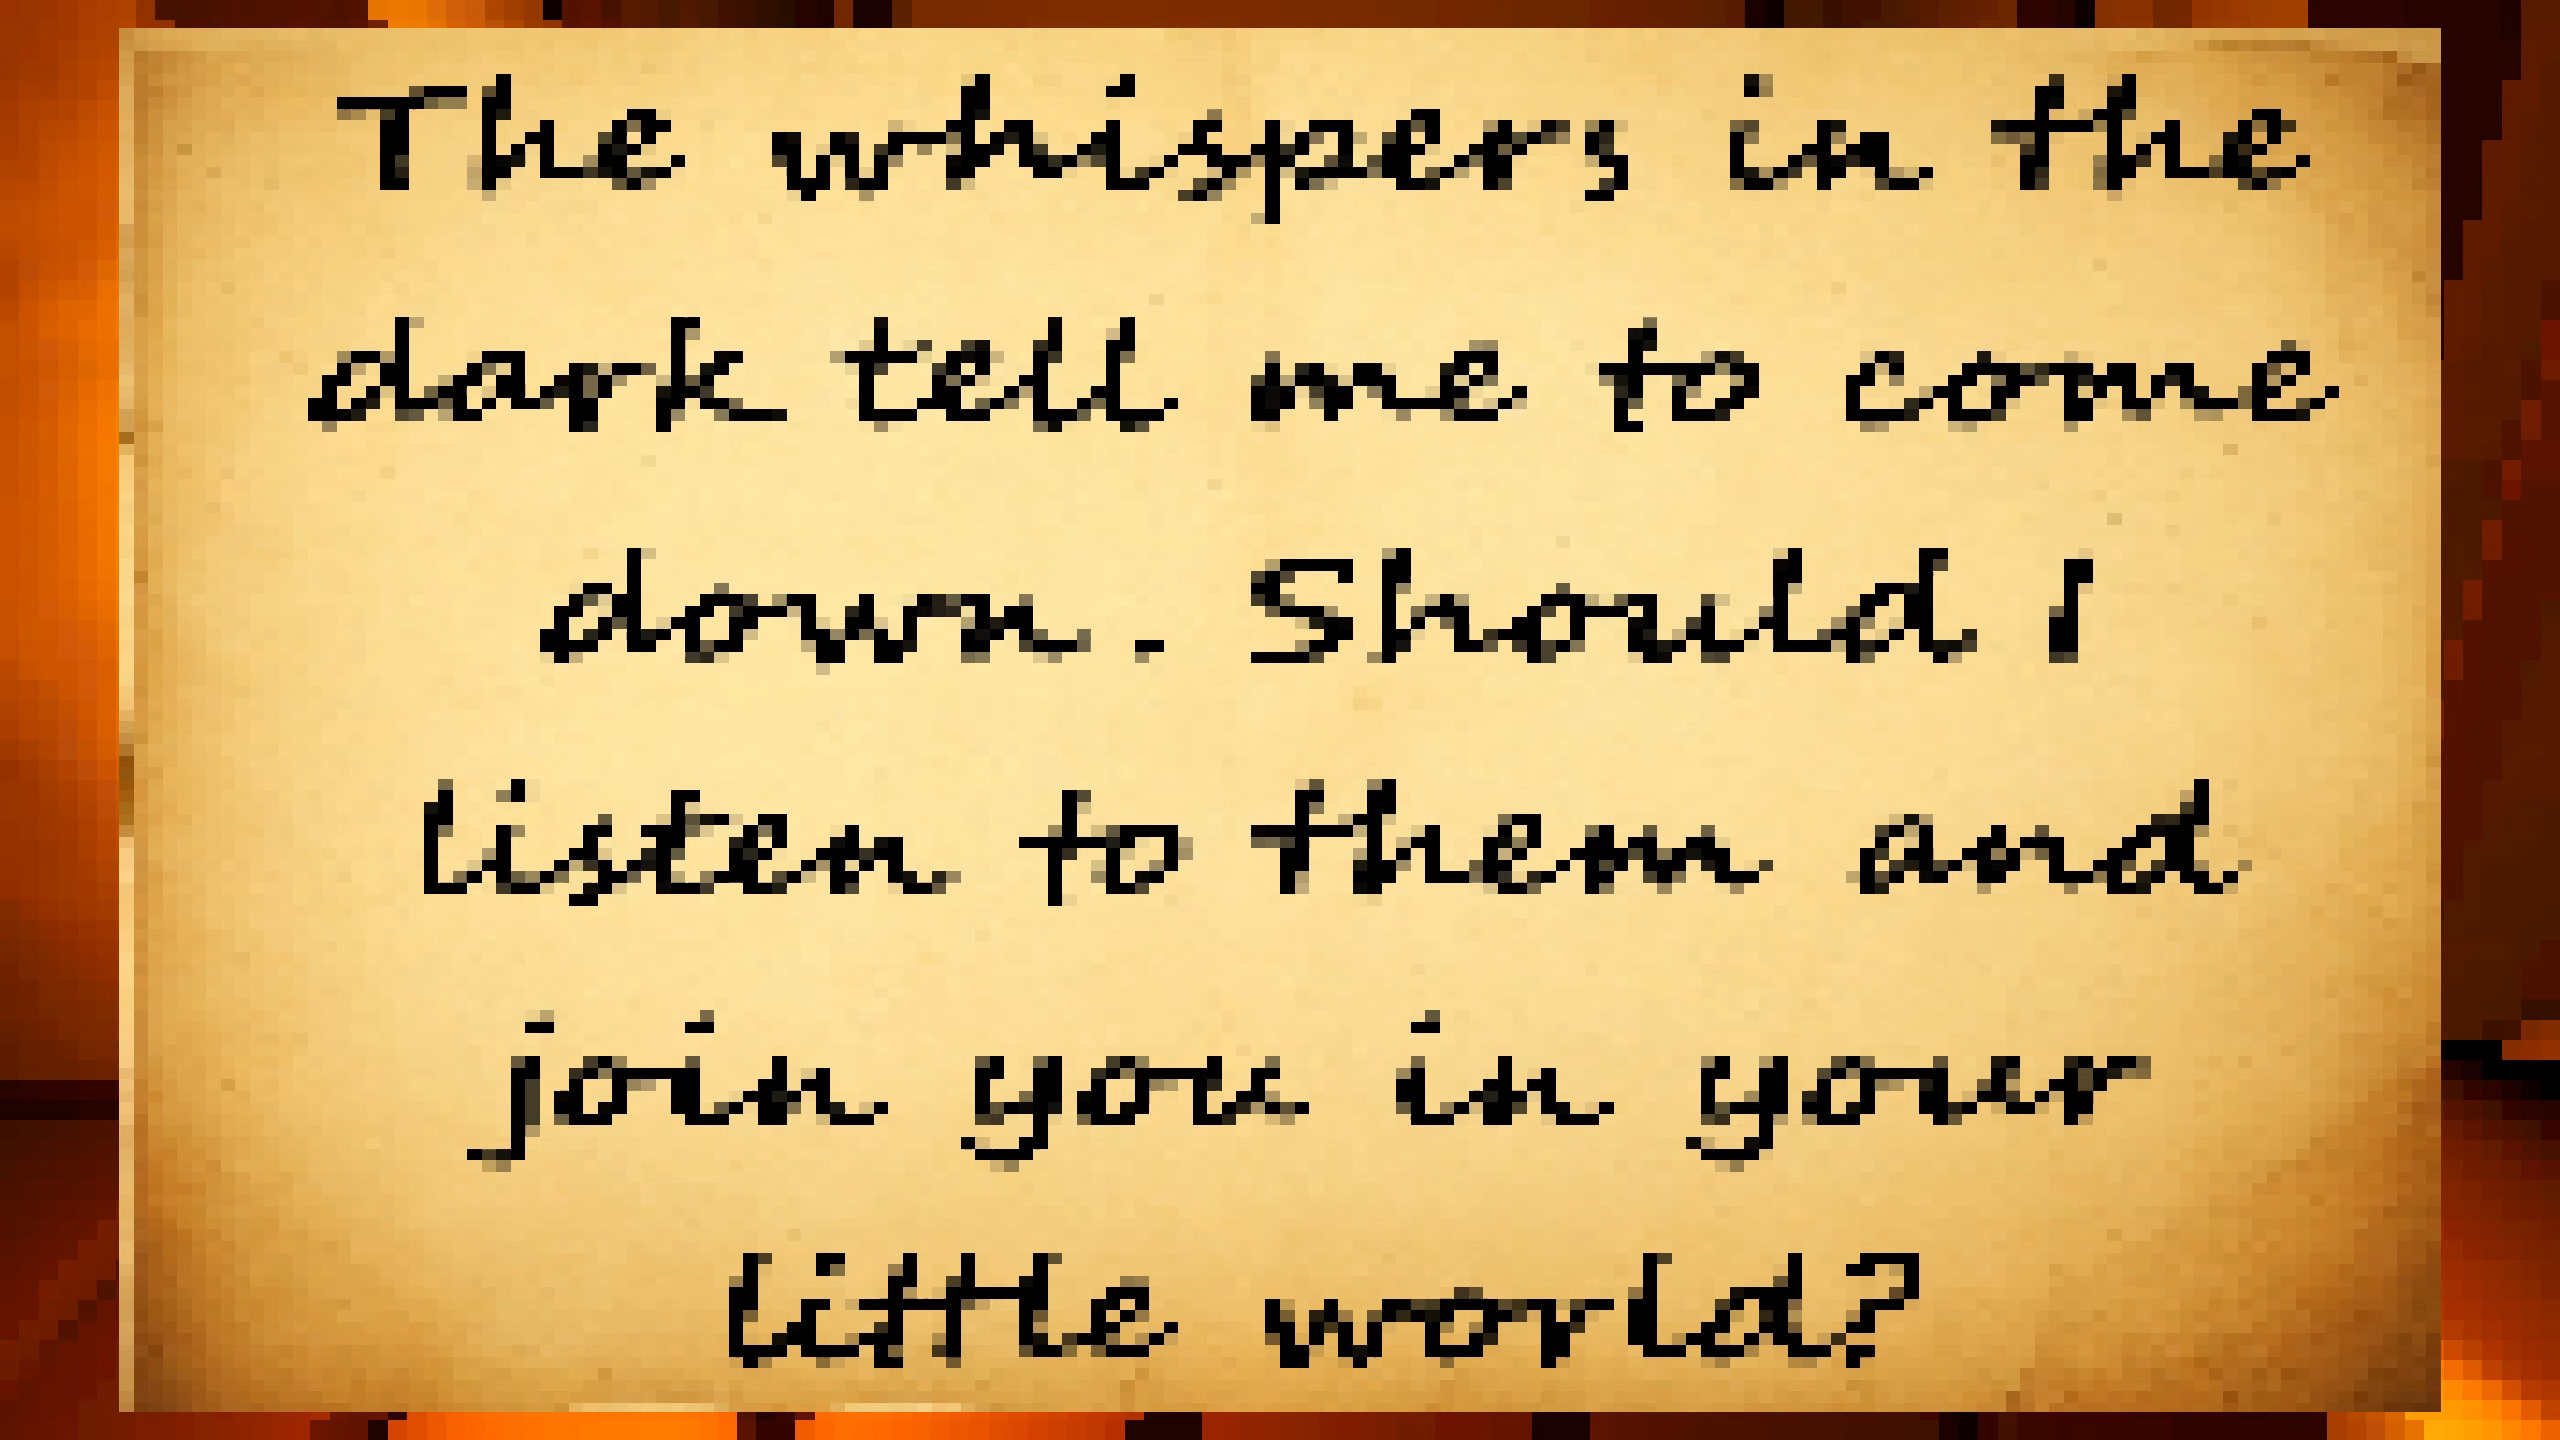 The whispers in the
dark tell me to come
down. Should I
listen to them and
join you in your
little world?